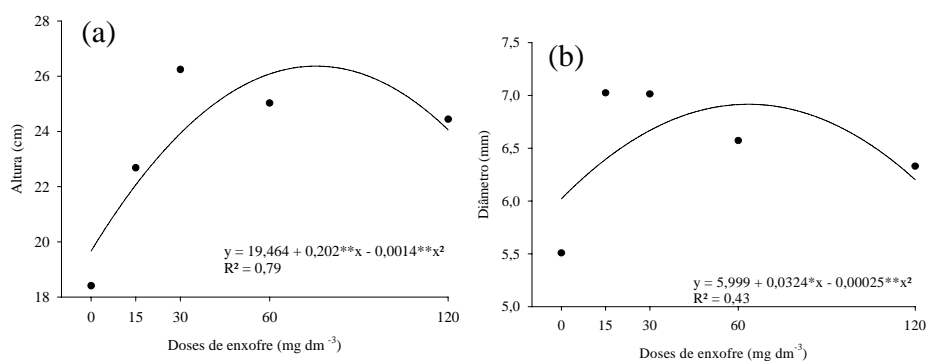 (a)
28
26
24
22
20
18
Altura (cm)
y = 19,464 + 0,202**x - 0,0014**x²
R² = 0,79
0 15 30 60 120
Doses de enxofre (mg dm⁻³)
(b)
7,5
7,0
6,5
6,0
5,5
5,0
Diâmetro (mm)
y = 5,999 + 0,0324*x - 0,00025**x²
R² = 0,43
0 15 30 60 120
Doses de enxofre (mg dm⁻³)